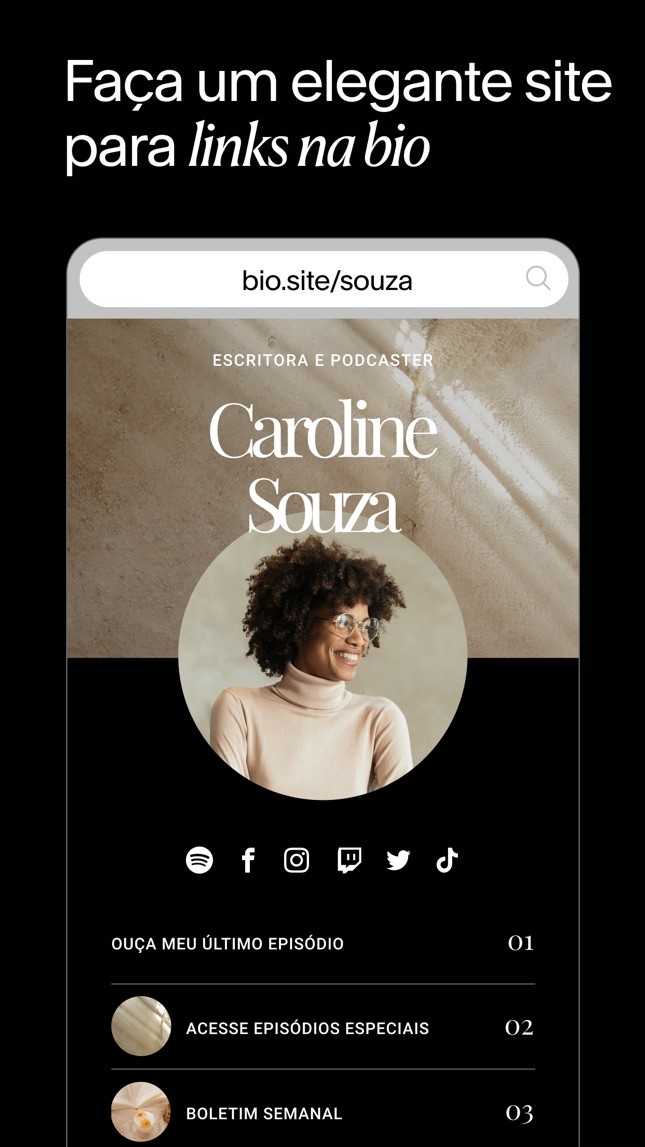 Faça um elegante site
para links na bio
bio.site/souza
ESCRITORA E PODCASTER
Caroline
Souza
OUÇA MEU ÚLTIMO EPISÓDIO 01
ACESSE EPISÓDIOS ESPECIAIS 02
BOLETIM SEMANAL 03